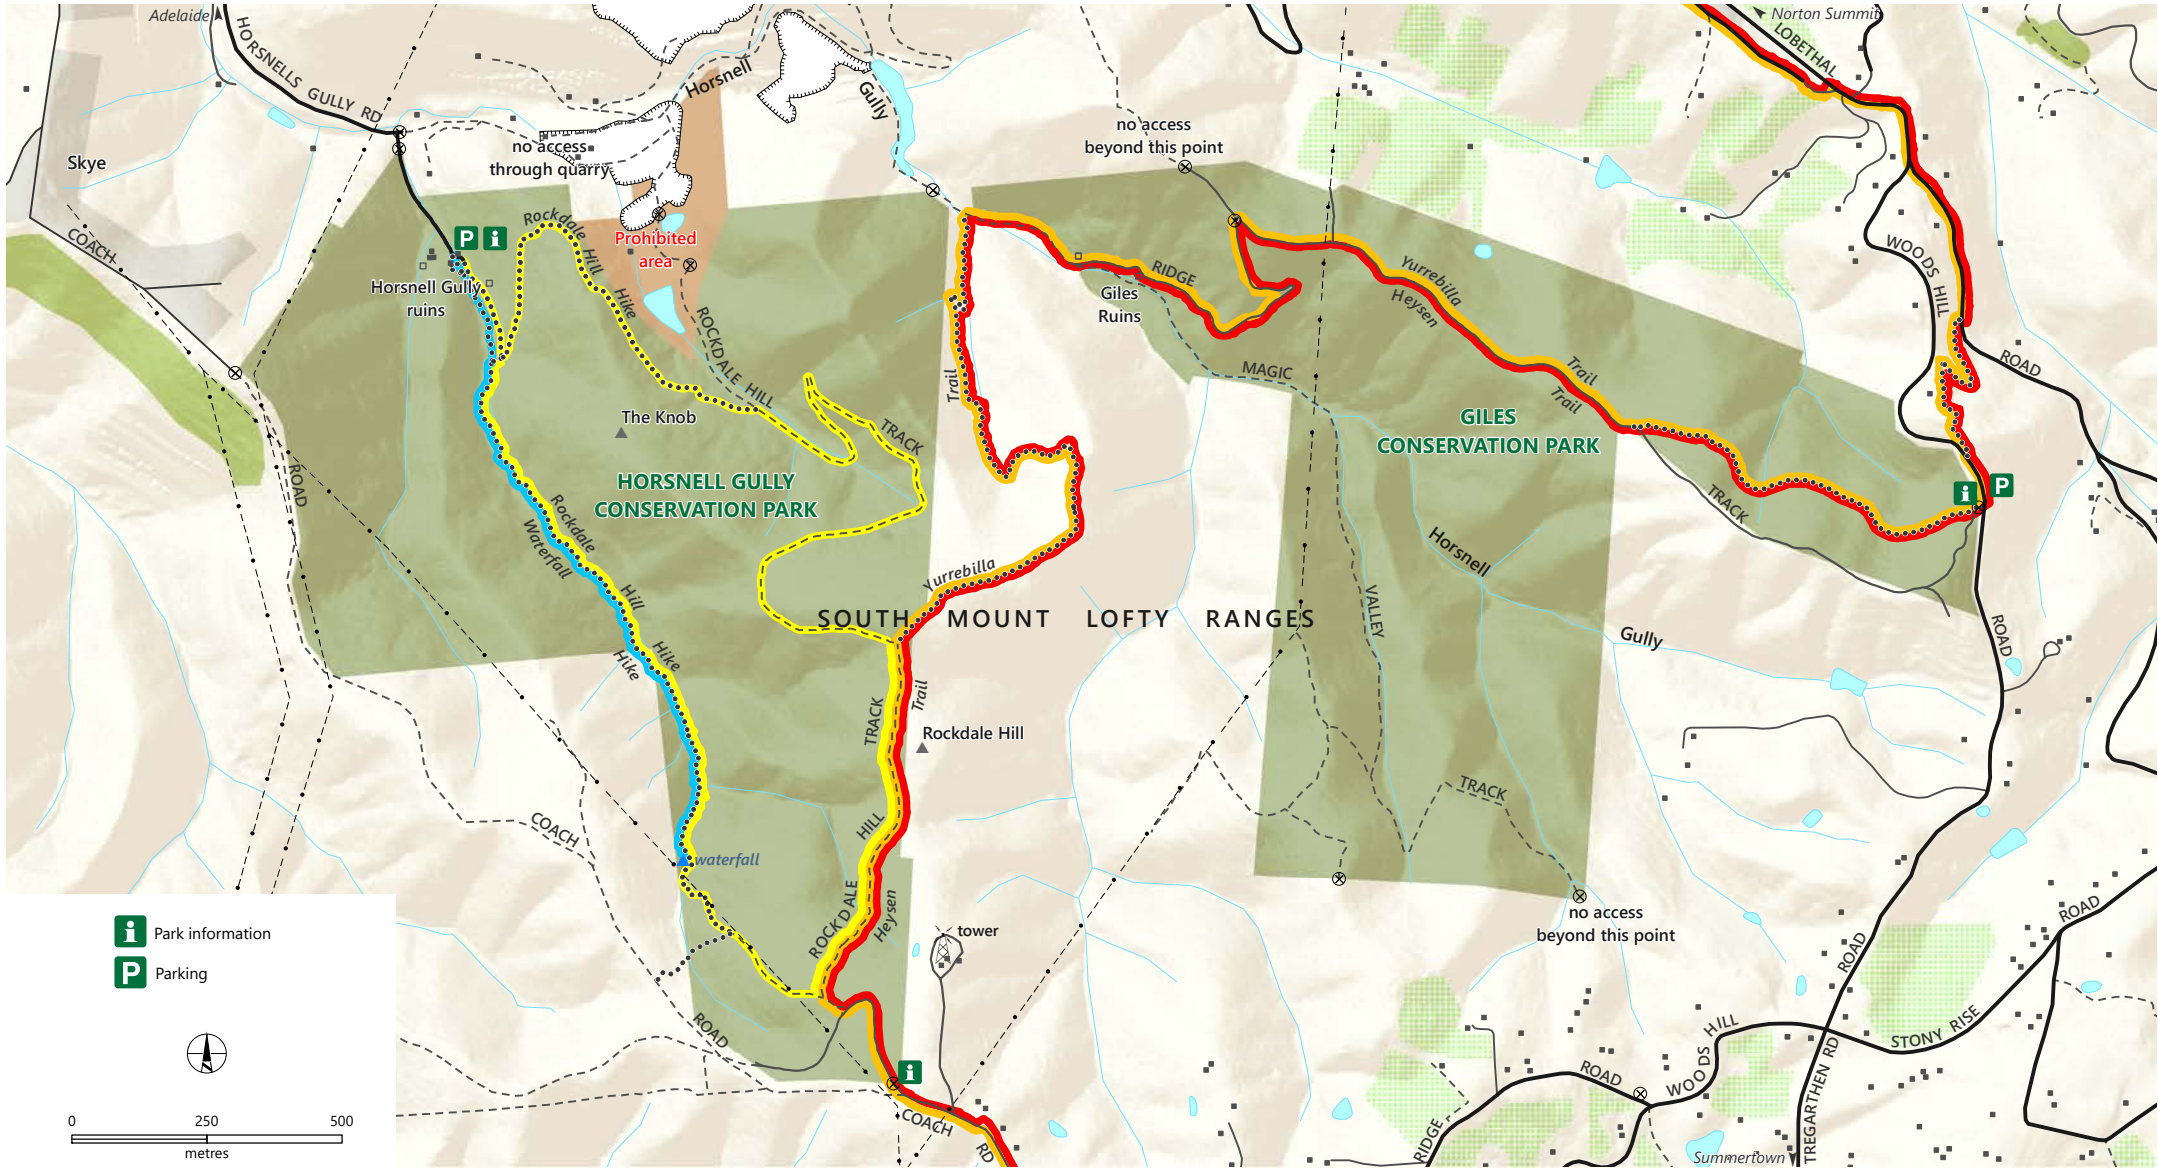 Adelaide
HORSNELLS GULLY RD
Horsnell
Gully
Norton Summit
LOBETHAL
Skye
no access
through quarry
no access
beyond this point
COACH
P i
Rockdale
Hill
Hike
Prohibited
area
Horsnell Gully
ruins
ROCKDALE HILL
TRACK
Giles
Ruins
RIDGE
Yurrebilla
Heysen
Trail
Trail
WOODS HILL
ROAD
MAGIC
Trail
The Knob
GILES
CONSERVATION PARK
HORSNELL GULLY
CONSERVATION PARK
ROAD
TRACK
i P
Rockdale
Waterfall
Hill
Hike
Hike
Yurrebilla
Horsnell
Gully
VALLEY
SOUTH MOUNT LOFTY RANGES
ROAD
TRACK
Trail
Rockdale Hill
TRACK
COACH
HILL
waterfall
ROCKDALE
Heysen
tower
no access
beyond this point
ROAD
ROAD
i Park information
P Parking
ROAD
i
COACH
RD
HILL
STONY RISE
ROAD
WOODS
RIDGE
TREGARTHEN RD
Summertown
0 250 500
metres